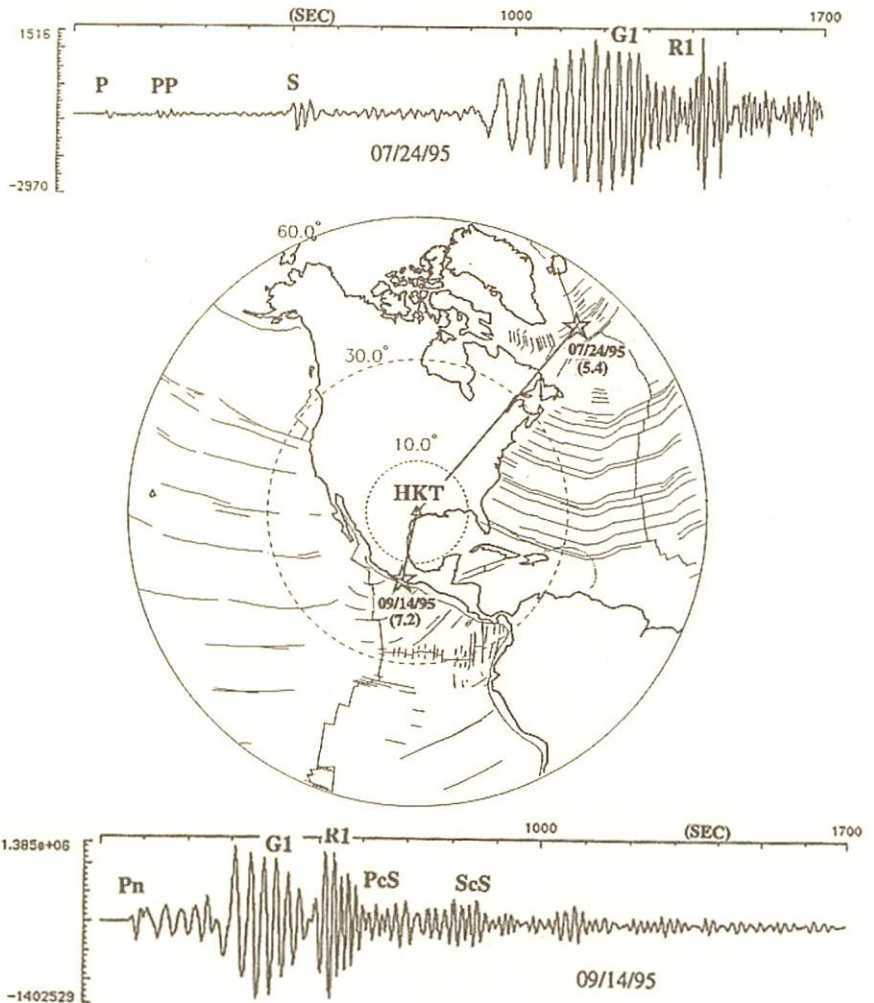 (SEC) 1000 1700
1516
G1
R1
P PP S
07/24/95
-2970
60.0°
30.0°
07/24/95
(5.4)
10.0°
HKT
09/14/95
(7.2)
1000 (SEC) 1700
1.385e+06
G1 R1
Pn PcS ScS
09/14/95
-1402529